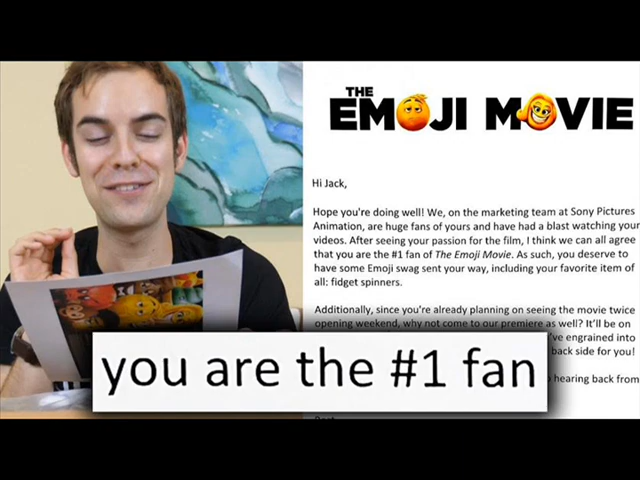 THE
EMOJI MOVIE
Hi Jack,
Hope you're doing well! We, on the marketing team at Sony Pictures
Animation, are huge fans of yours and have had a blast watching your
videos. After seeing your passion for the film, I think we can all agree
that you are the #1 fan of The Emoji Movie. As such, you deserve to
have some Emoji swag sent your way, including your favorite item of
all: fidget spinners.
Additionally, since you're already planning on seeing the movie twice
opening weekend, why not come to our premiere as well? It'll be on
've engrained into
back side for you!
hearing back from
you are the #1 fan